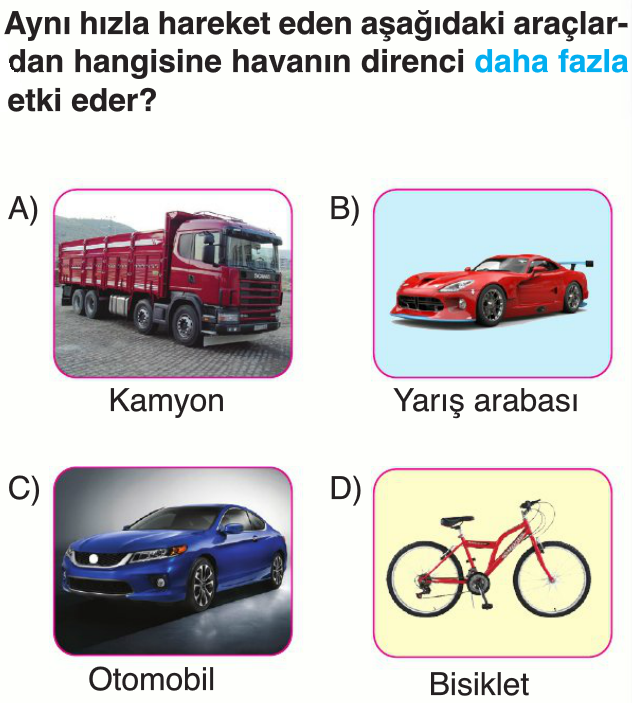 Aynı hızla hareket eden aşağıdaki araçlar-
dan hangisine havanın direnci daha fazla
etki eder?
A)
B)
Kamyon
Yarış arabası
C)
D)
Otomobil
Bisiklet